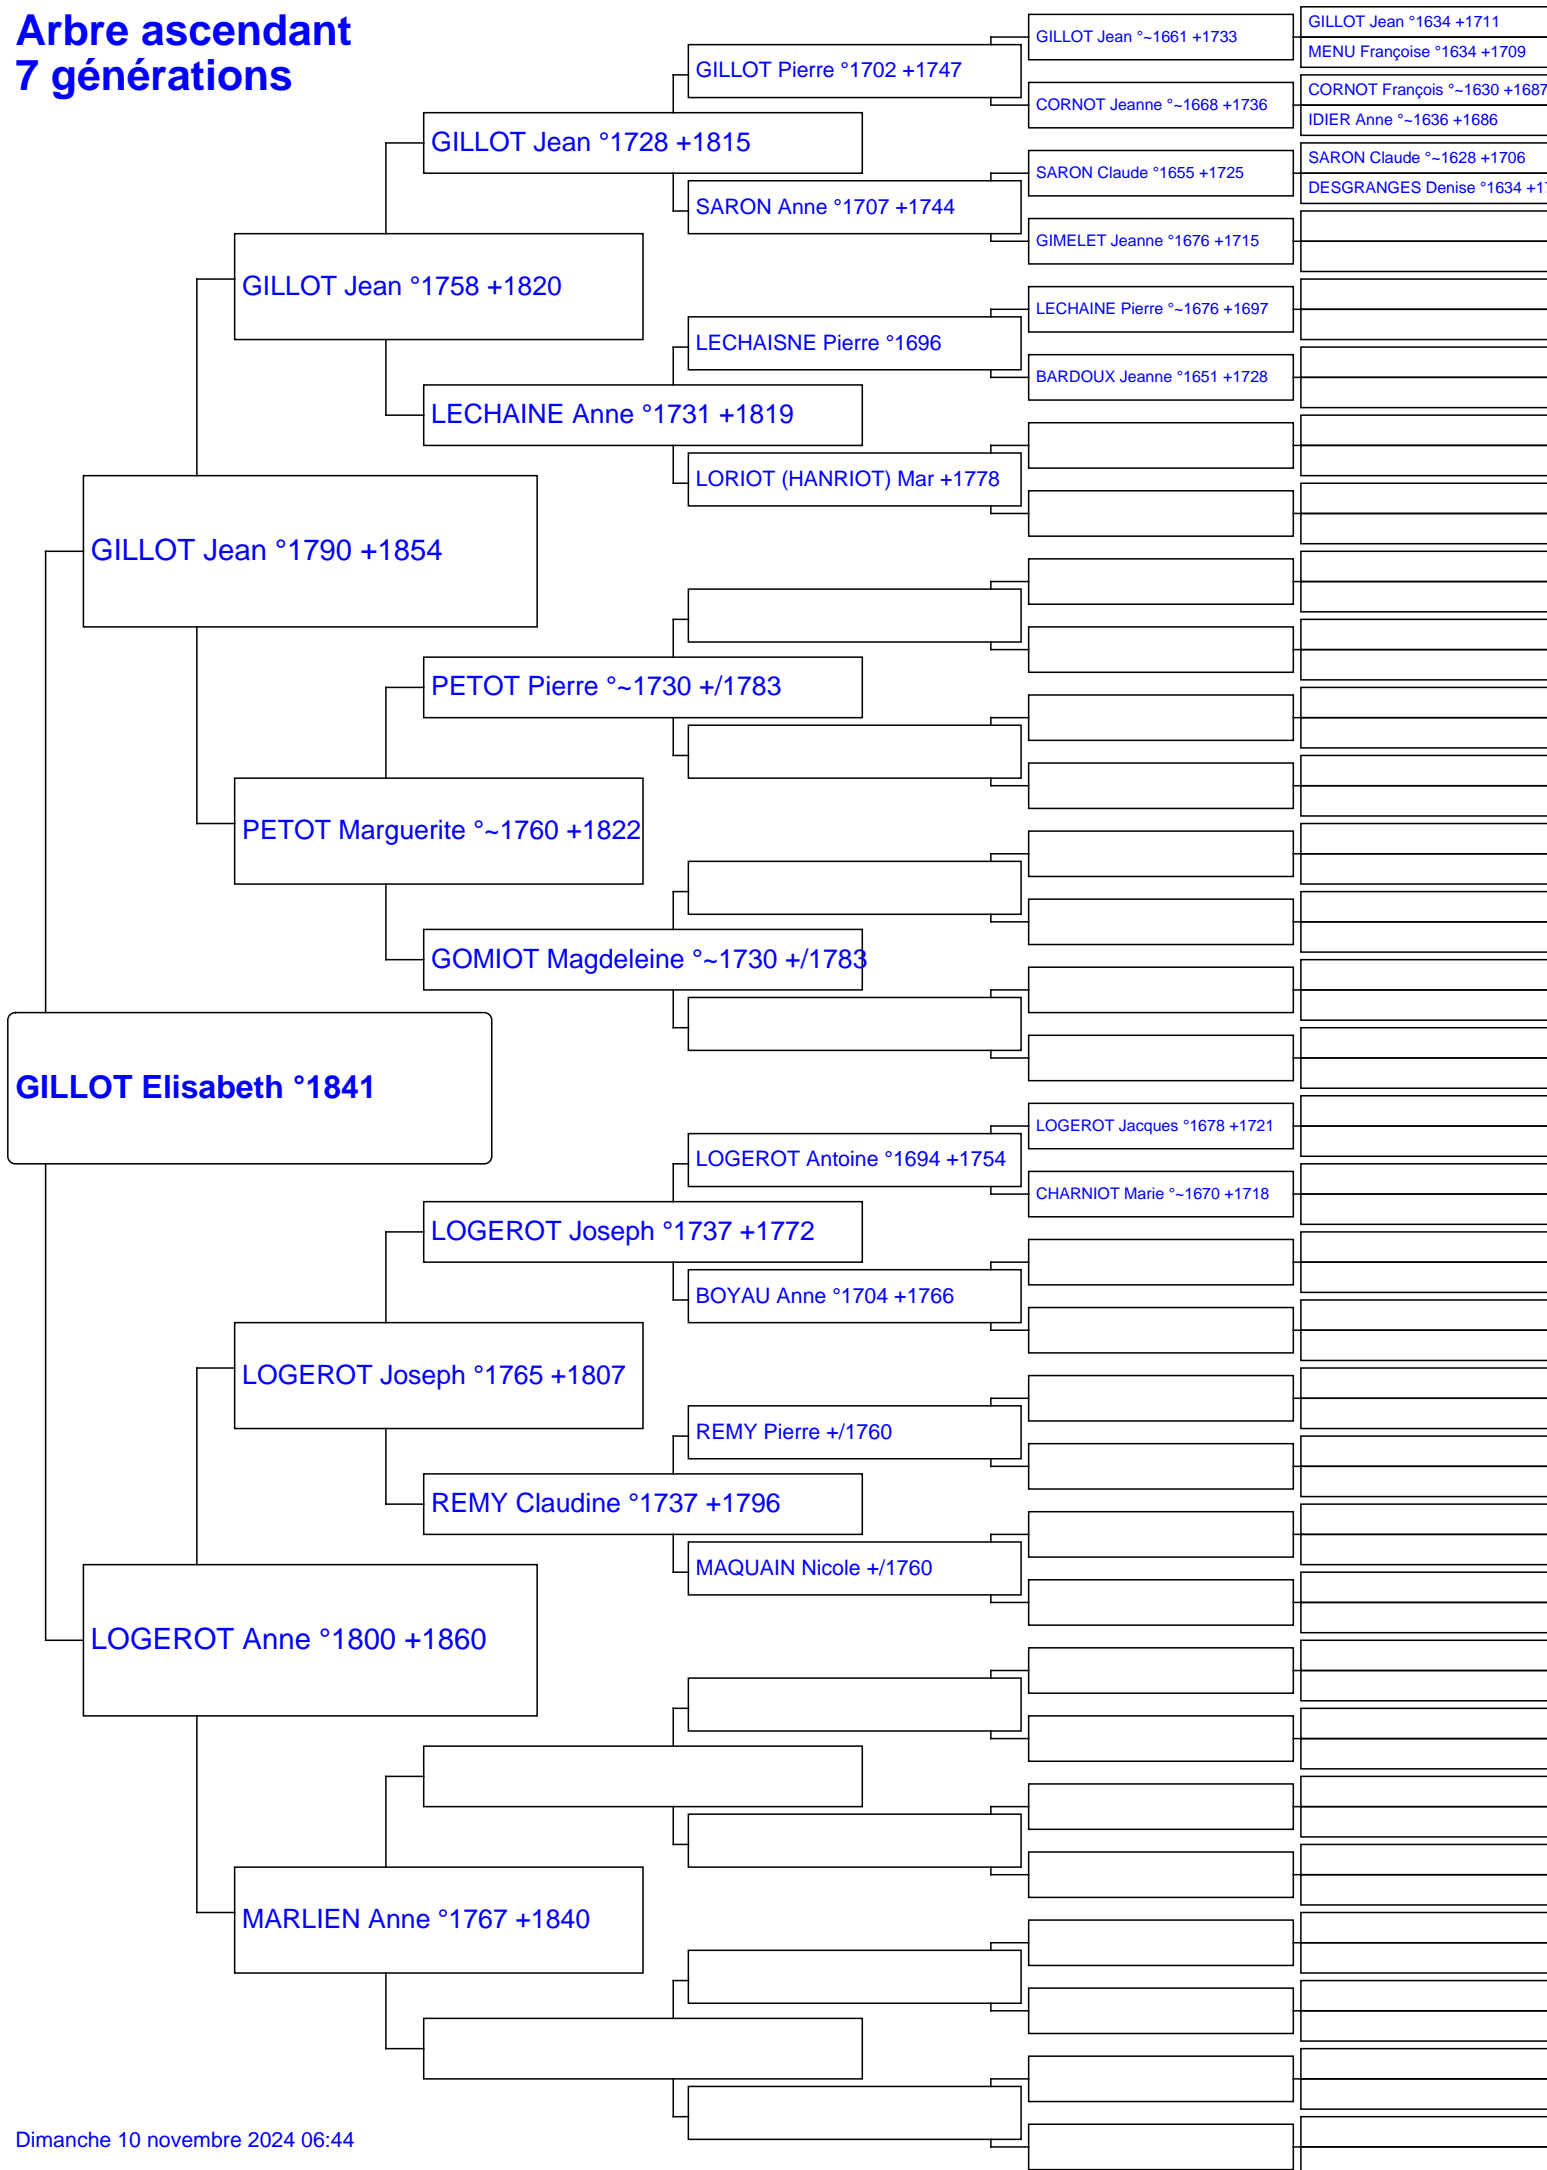 Arbre ascendant
7 générations
GILLOT Elisabeth °1841
GILLOT Jean °1790 +1854
LOGEROT Anne °1800 +1860
GILLOT Jean °1758 +1820
PETOT Marguerite °~1760 +1822
LOGEROT Joseph °1765 +1807
MARLIEN Anne °1767 +1840
GILLOT Jean °1728 +1815
LECHAINE Anne °1731 +1819
PETOT Pierre °~1730 +/1783
GOMIOT Magdeleine °~1730 +/1783
LOGEROT Joseph °1737 +1772
REMY Claudine °1737 +1796
GILLOT Pierre °1702 +1747
SARON Anne °1707 +1744
LECHAISNE Pierre °1696
LORIOT (HANRIOT) Mar +1778
LOGEROT Antoine °1694 +1754
BOYAU Anne °1704 +1766
REMY Pierre +/1760
MAQUAIN Nicole +/1760
GILLOT Jean °~1661 +1733
CORNOT Jeanne °~1668 +1736
SARON Claude °1655 +1725
GIMELET Jeanne °1676 +1715
LECHAINE Pierre °~1676 +1697
BARDOUX Jeanne °1651 +1728
LOGEROT Jacques °1678 +1721
CHARNIOT Marie °~1670 +1718
GILLOT Jean °1634 +1711
MENU Françoise °1634 +1709
CORNOT François °~1630 +1687
IDIER Anne °~1636 +1686
SARON Claude °~1628 +1706
DESGRANGES Denise °1634
Dimanche 10 novembre 2024 06:44